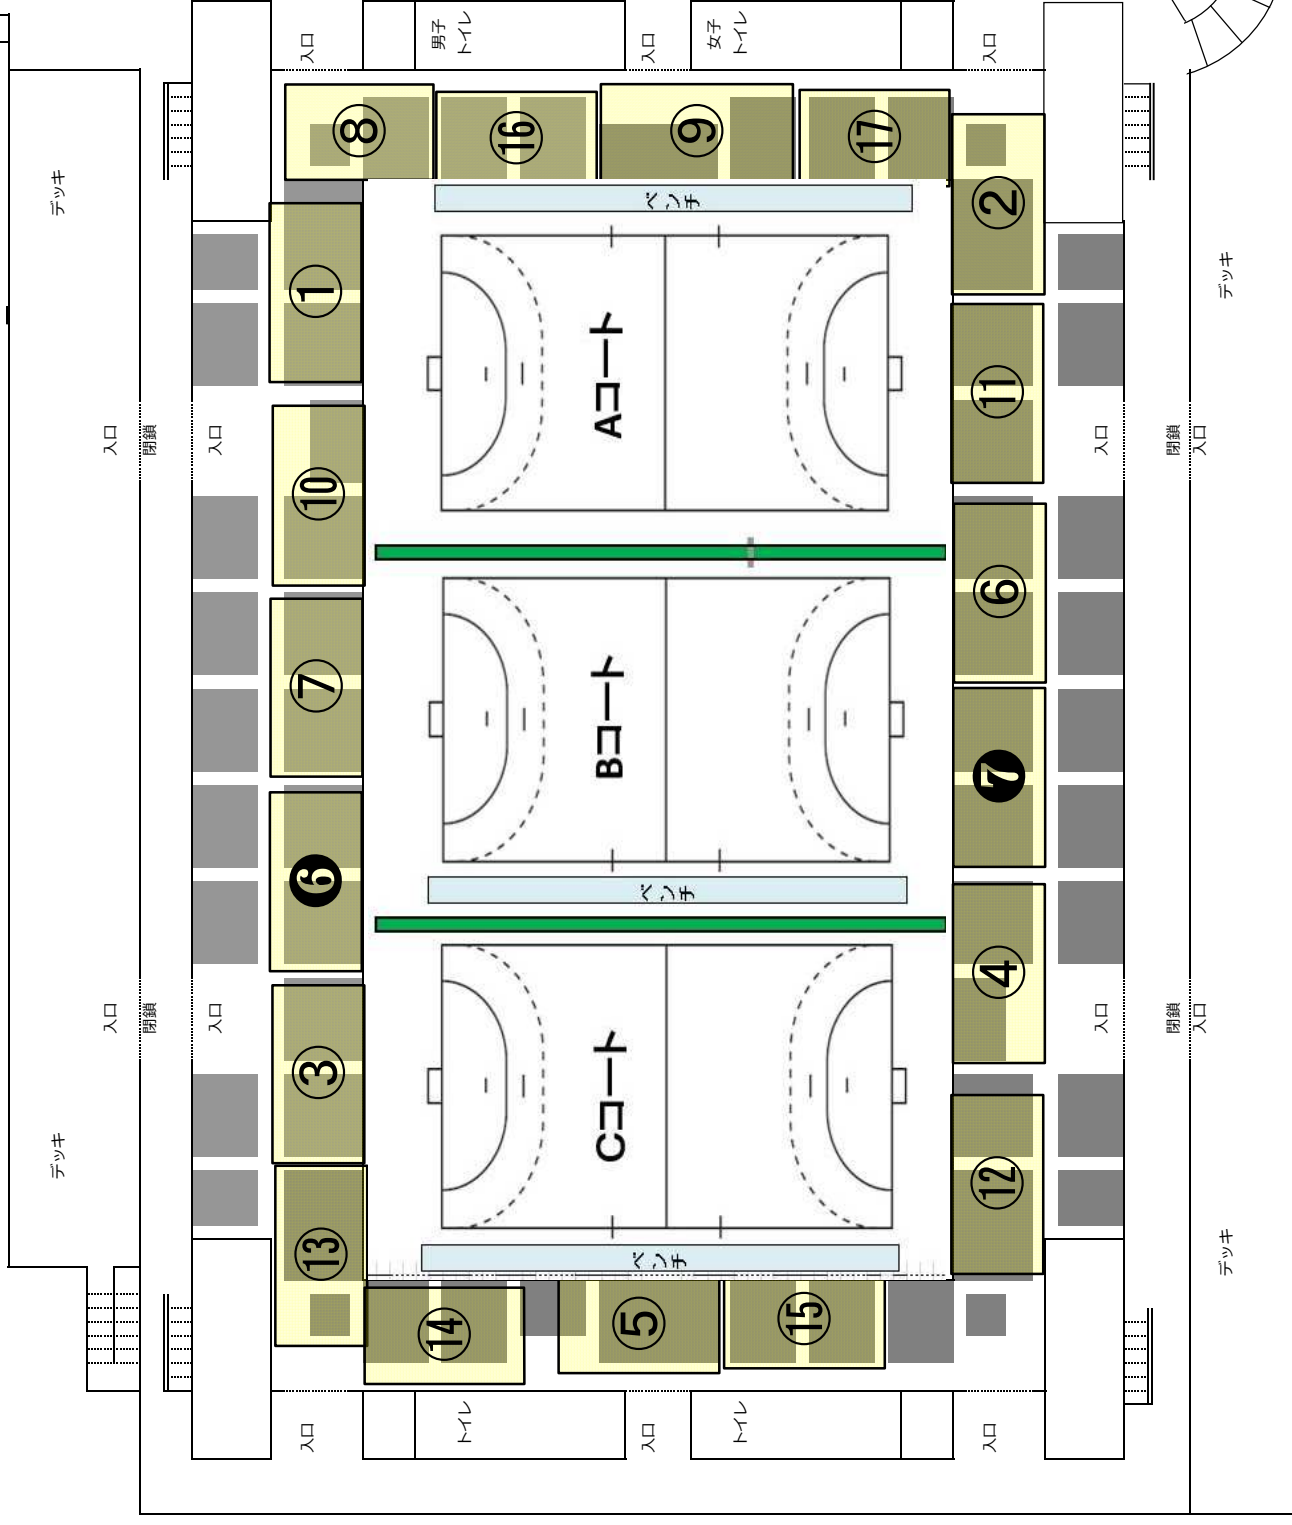 入口
男子
トイレ
入口
女子
トイレ
入口
⑧
⑯
⑨
⑰
②
デッキ
ベンチ
デッキ
①
Aコート
⑪
入口
閉鎖
入口
入口
閉鎖
入口
⑩
⑥
⑦
Bコート
❼
❻
ベンチ
④
入口
閉鎖
入口
入口
閉鎖
入口
③
Cコート
デッキ
⑫
⑬
ベンチ
デッキ
⑭
⑤
⑮
入口
トイレ
入口
トイレ
入口